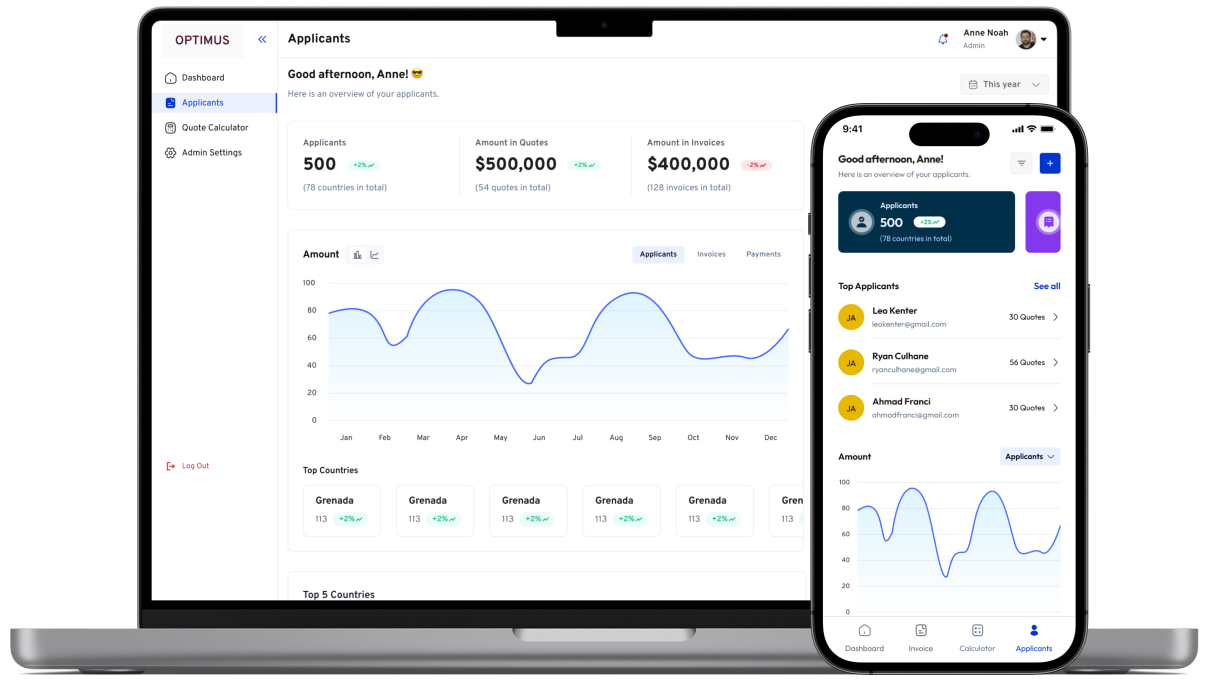 OPTIMUS
Applicants
Anne Noah
Admin
Dashboard
Applicants
Quote Calculator
Admin Settings
Log Out
Good afternoon, Anne! 😎
Here is an overview of your applicants.
This year
Applicants
500 +2%
(78 countries in total)
Amount in Quotes
$500,000 +2%
(54 quotes in total)
Amount in Invoices
$400,000 -2%
(128 invoices in total)
Amount
Applicants Invoices Payments
100
80
60
40
20
0
Jan Feb Mar Apr May Jun Jul Aug Sep Oct Nov Dec
Top Countries
Grenada
113 +2%
Grenada
113 +2%
Grenada
113 +2%
Grenada
113 +2%
Grenada
113 +2%
Gren
113
Top 5 Countries
9:41
Good afternoon, Anne!
Here is an overview of your applicants.
+
Applicants
500 +2%
(78 countries in total)
Top Applicants See all
JA
Leo Kenter
leokenter@gmail.com
30 Quotes
JA
Ryan Culhane
ryanculhane@gmail.com
56 Quotes
JA
Ahmad Franci
ahmadfranci@gmail.com
30 Quotes
Amount Applicants
100
80
60
40
20
0
Dashboard Invoice Calculator Applicants